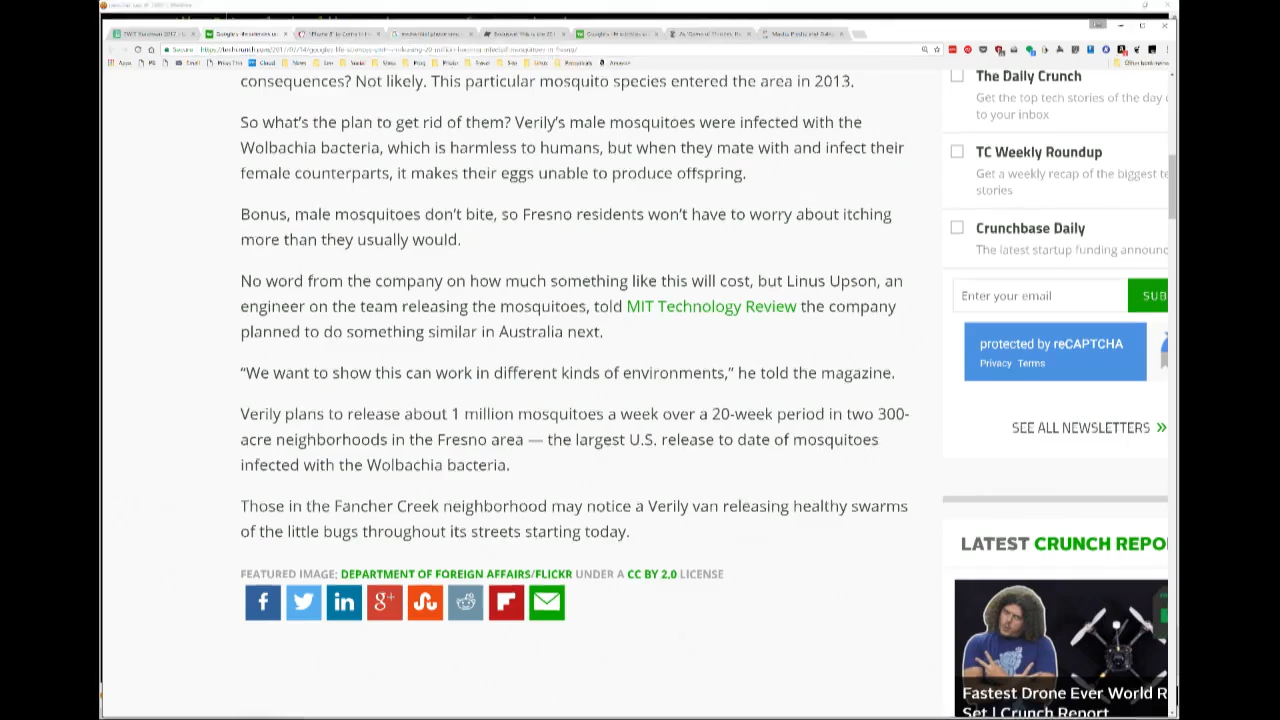 Secure
Apps
Email
Cloud
News
Social
consequences? Not likely. This particular mosquito species entered the area in 2013.
So what’s the plan to get rid of them? Verily’s male mosquitoes were infected with the
Wolbachia bacteria, which is harmless to humans, but when they mate with and infect their
female counterparts, it makes their eggs unable to produce offspring.
Bonus, male mosquitoes don’t bite, so Fresno residents won’t have to worry about itching
more than they usually would.
No word from the company on how much something like this will cost, but Linus Upson, an
engineer on the team releasing the mosquitoes, told MIT Technology Review the company
planned to do something similar in Australia next.
“We want to show this can work in different kinds of environments,” he told the magazine.
Verily plans to release about 1 million mosquitoes a week over a 20-week period in two 300-
acre neighborhoods in the Fresno area — the largest U.S. release to date of mosquitoes
infected with the Wolbachia bacteria.
Those in the Fancher Creek neighborhood may notice a Verily van releasing healthy swarms
of the little bugs throughout its streets starting today.
FEATURED IMAGE: DEPARTMENT OF FOREIGN AFFAIRS/FLICKR UNDER A CC BY 2.0 LICENSE
The Daily Crunch
Get the top tech stories of the day
to your inbox
TC Weekly Roundup
Get a weekly recap of the biggest te
stories
Crunchbase Daily
The latest startup funding announc
Enter your email
SUB
protected by reCAPTCHA
Privacy Terms
SEE ALL NEWSLETTERS »
LATEST CRUNCH REPO
Fastest Drone Ever World R
Set | Crunch Report